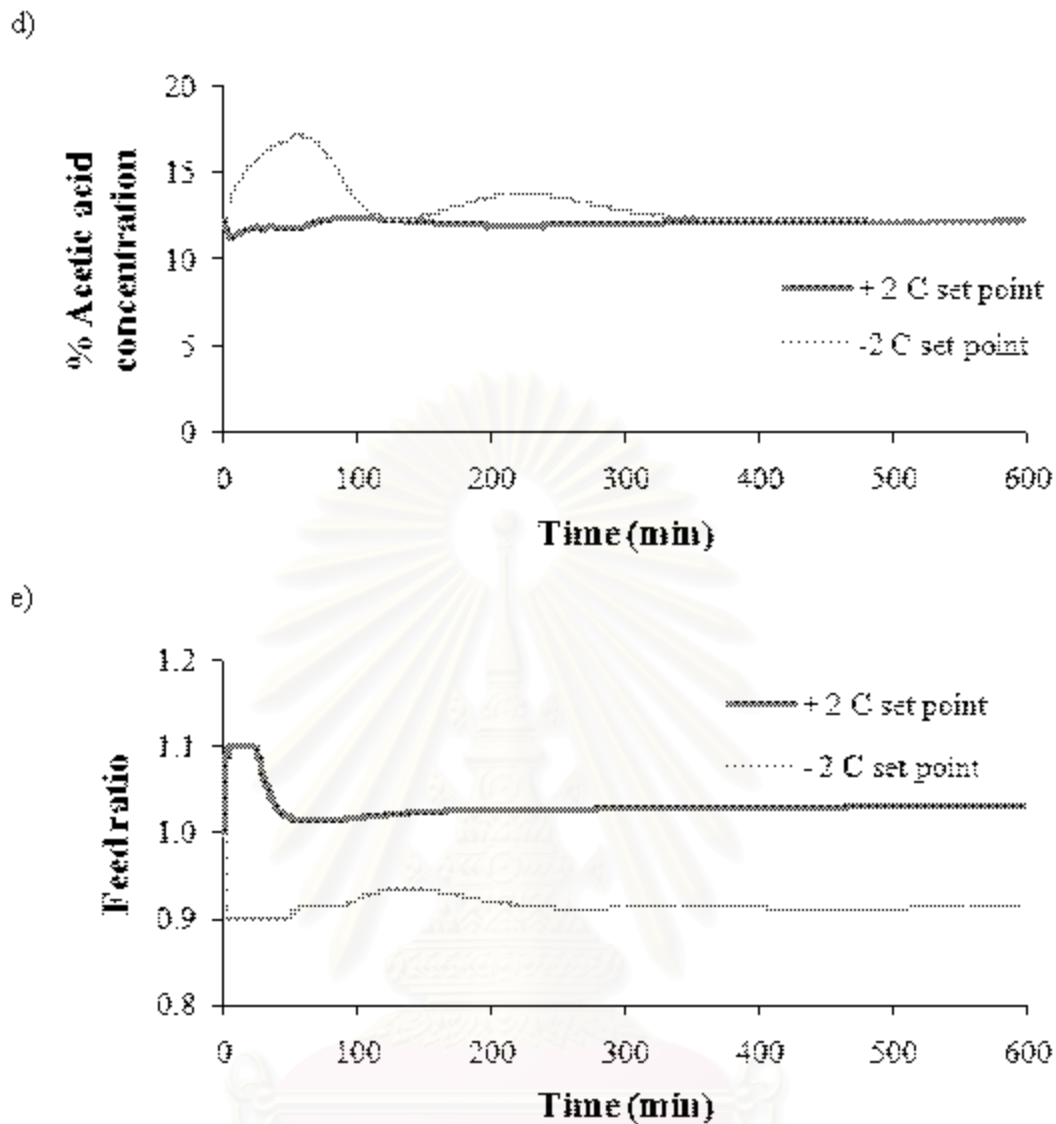 d)
% Acetic acid
concentration
20
15
10
5
0
0 100 200 300 400 500 600
Time (min)
+ 2 C set point
-2 C set point
e)
Feed ratio
1.2
1.1
1.0
0.9
0.8
0 100 200 300 400 500 600
Time (min)
+ 2 C set point
- 2 C set point